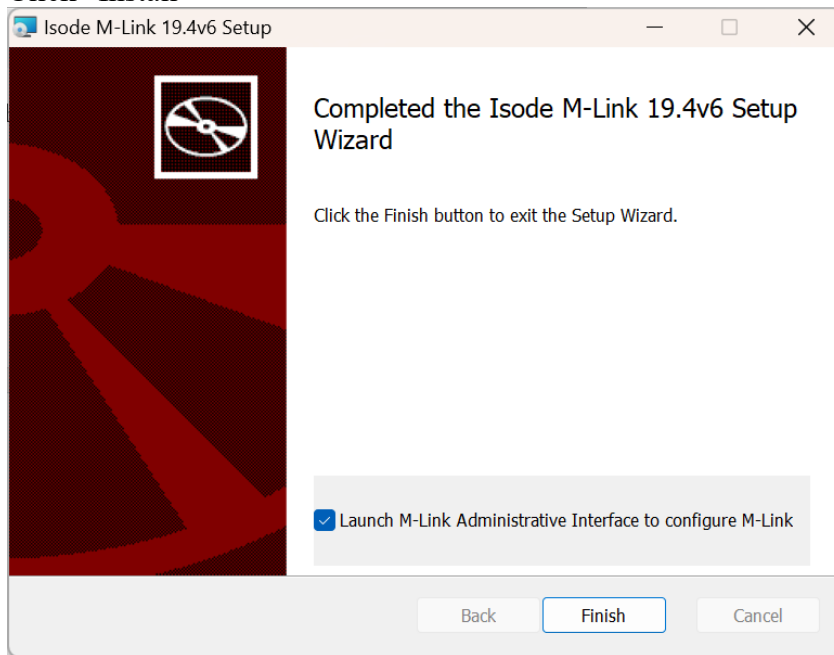 Isode M-Link 19.4v6 Setup
Completed the Isode M-Link 19.4v6 Setup
Wizard
Click the Finish button to exit the Setup Wizard.
Launch M-Link Administrative Interface to configure M-Link
Back Finish Cancel